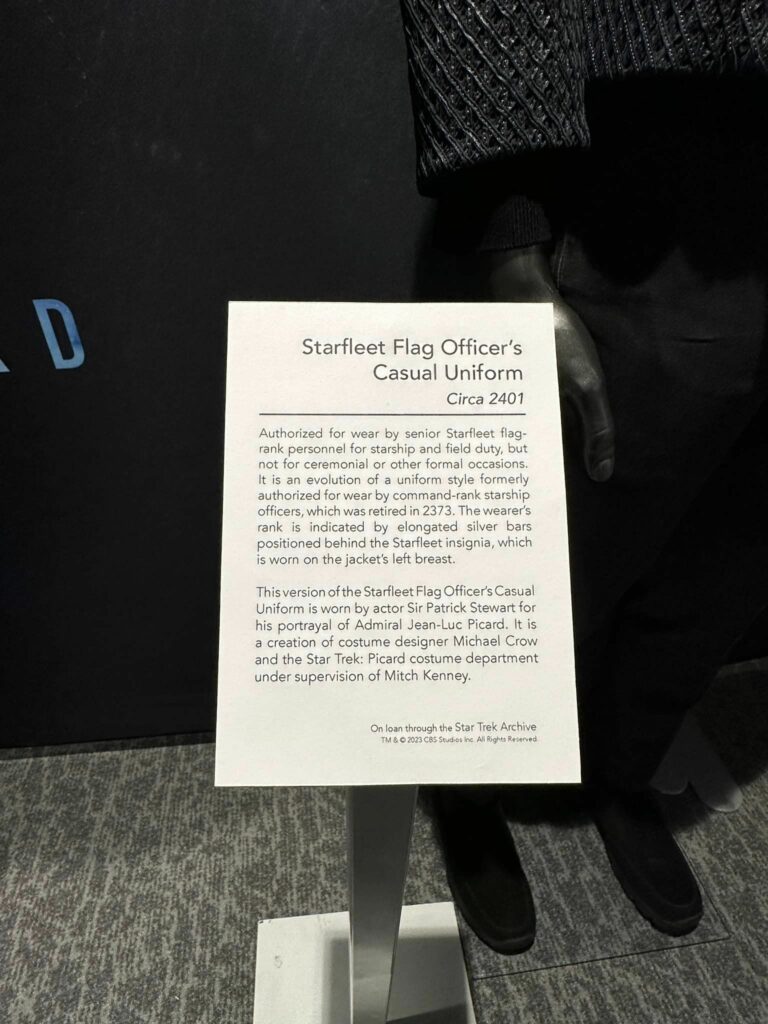 D
Starfleet Flag Officer's
Casual Uniform
Circa 2401
Authorized for wear by senior Starfleet flag-
rank personnel for starship and field duty, but
not for ceremonial or other formal occasions.
It is an evolution of a uniform style formerly
authorized for wear by command-rank starship
officers, which was retired in 2373. The wearer's
rank is indicated by elongated silver bars
positioned behind the Starfleet insignia, which
is worn on the jacket's left breast.
This version of the Starfleet Flag Officer's Casual
Uniform is worn by actor Sir Patrick Stewart for
his portrayal of Admiral Jean-Luc Picard. It is
a creation of costume designer Michael Crow
and the Star Trek: Picard costume department
under supervision of Mitch Kenney.
On loan through the Star Trek Archive
TM & © 2023 CBS Studios Inc. All Rights Reserved.